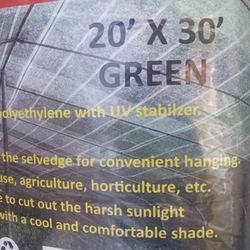 20' X 30'
GREEN
polyethylene with UV stabilzer.
the selvedge for convenient hanging.
use, agriculture, horticulture, etc.
to cut out the harsh sunlight
with a cool and comfortable shade.